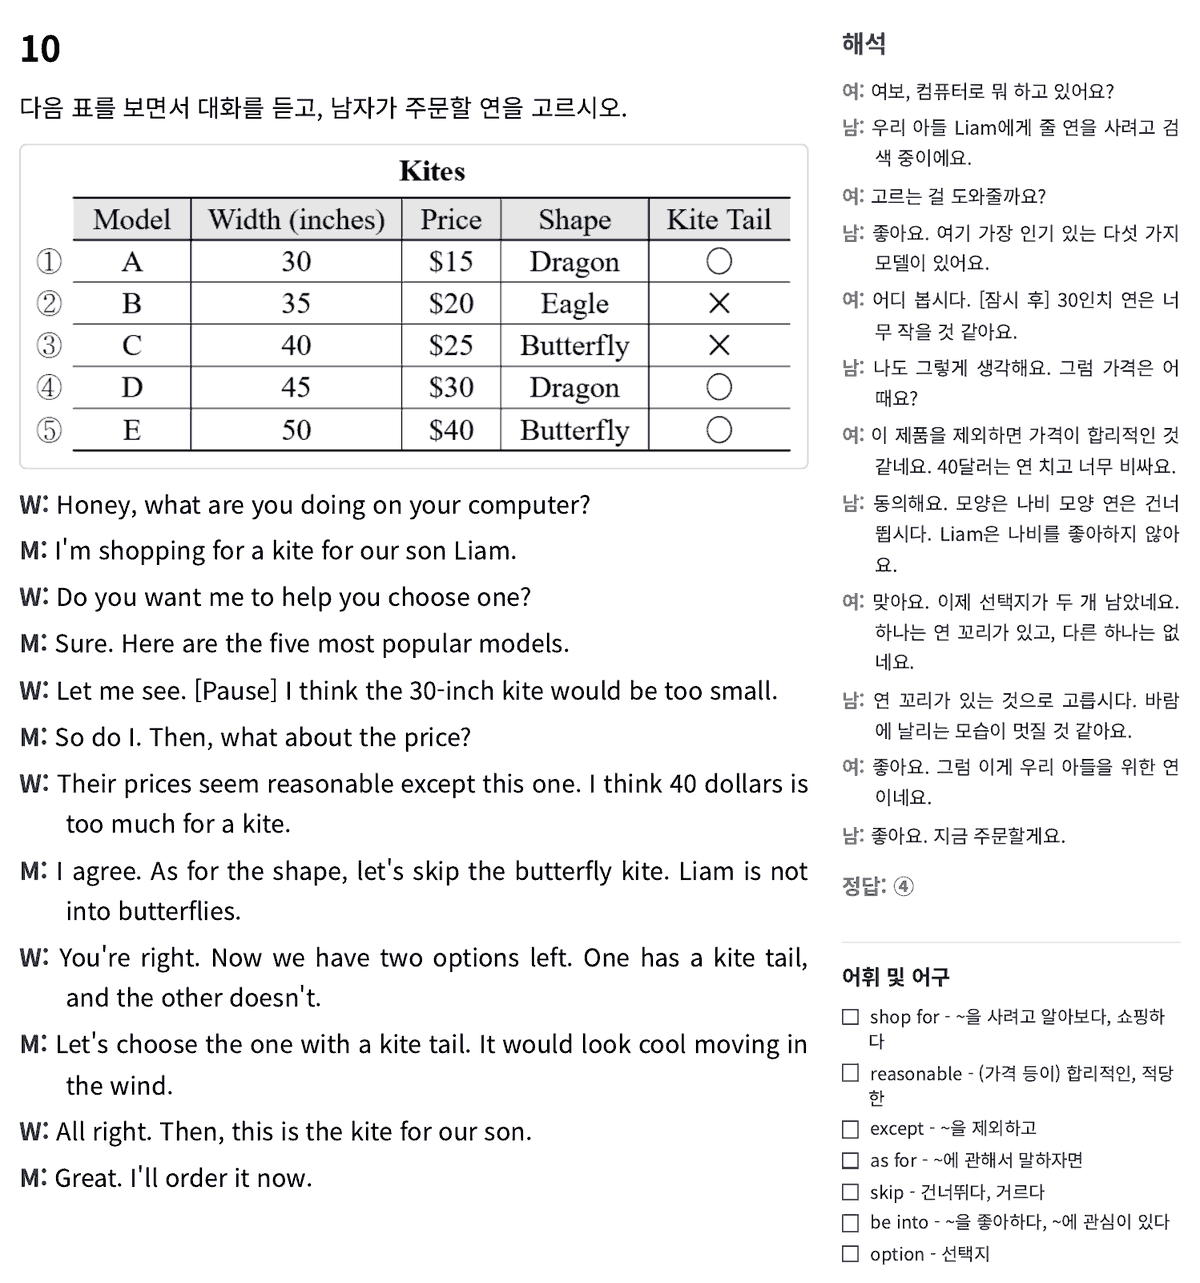 10
다음 표를 보면서 대화를 듣고, 남자가 주문할 연을 고르시오.
Kites
Model Width (inches) Price Shape Kite Tail
① A 30 $15 Dragon ○
② B 35 $20 Eagle ×
③ C 40 $25 Butterfly ×
④ D 45 $30 Dragon ○
⑤ E 50 $40 Butterfly ○
W: Honey, what are you doing on your computer?
M: I'm shopping for a kite for our son Liam.
W: Do you want me to help you choose one?
M: Sure. Here are the five most popular models.
W: Let me see. [Pause] I think the 30-inch kite would be too small.
M: So do I. Then, what about the price?
W: Their prices seem reasonable except this one. I think 40 dollars is
too much for a kite.
M: I agree. As for the shape, let's skip the butterfly kite. Liam is not
into butterflies.
W: You're right. Now we have two options left. One has a kite tail,
and the other doesn't.
M: Let's choose the one with a kite tail. It would look cool moving in
the wind.
W: All right. Then, this is the kite for our son.
M: Great. I'll order it now.
해석
여: 여보, 컴퓨터로 뭐 하고 있어요?
남: 우리 아들 Liam에게 줄 연을 사려고 검
색 중이에요.
여: 고르는 걸 도와줄까요?
남: 좋아요. 여기 가장 인기 있는 다섯 가지
모델이 있어요.
여: 어디 봅시다. [잠시 후] 30인치 연은 너
무 작을 것 같아요.
남: 나도 그렇게 생각해요. 그럼 가격은 어
때요?
여: 이 제품을 제외하면 가격이 합리적인 것
같네요. 40달러는 연 치고 너무 비싸요.
남: 동의해요. 모양은 나비 모양 연은 건너
뜁시다. Liam은 나비를 좋아하지 않아
요.
여: 맞아요. 이제 선택지가 두 개 남았네요.
하나는 연 꼬리가 있고, 다른 하나는 없
네요.
남: 연 꼬리가 있는 것으로 고릅시다. 바람
에 날리는 모습이 멋질 것 같아요.
여: 좋아요. 그럼 이게 우리 아들을 위한 연
이네요.
남: 좋아요. 지금 주문할게요.
정답: ④
어휘 및 어구
☐ shop for - ~을 사려고 알아보다, 쇼핑하
다
☐ reasonable - (가격 등이) 합리적인, 적당
한
☐ except - ~을 제외하고
☐ as for - ~에 관해서 말하자면
☐ skip - 건너뛰다, 거르다
☐ be into - ~을 좋아하다, ~에 관심이 있다
☐ option - 선택지